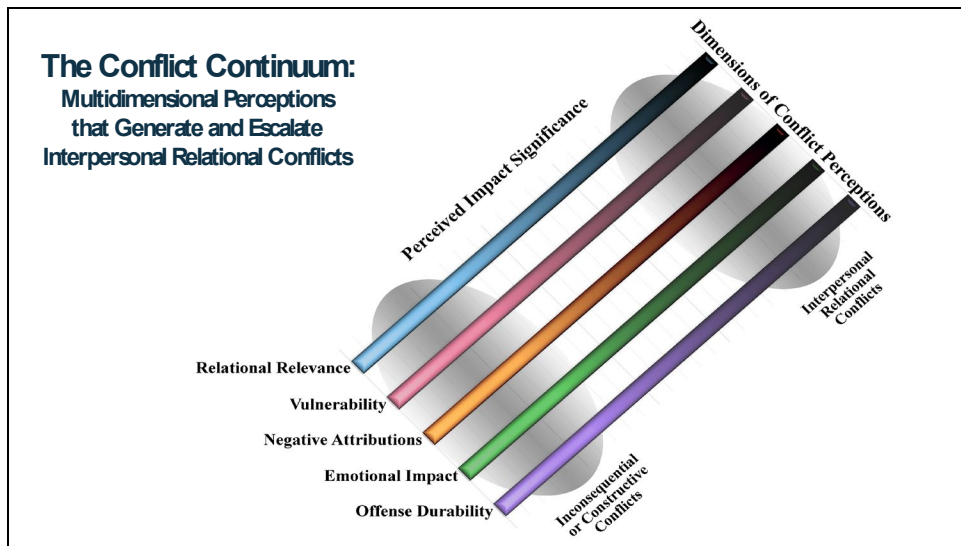 The Conflict Continuum:
Multidimensional Perceptions
that Generate and Escalate
Interpersonal Relational Conflicts
Dimensions of Conflict Perceptions
Perceived Impact Significance
Interpersonal
Relational
Conflicts
Relational Relevance
Vulnerability
Negative Attributions
Emotional Impact
Offense Durability
Inconsequential
or Constructive
Conflicts